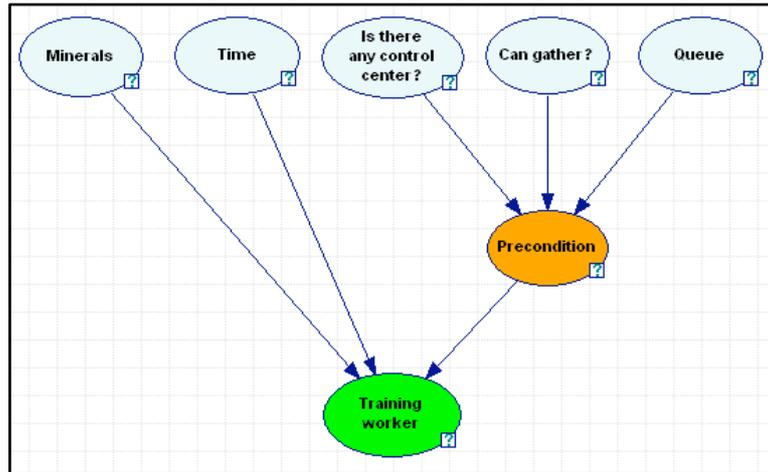 Minerals
?
Time
?
Is there
any control
center?
?
Can gather?
?
Queue
?
Precondition
?
Training
worker
?